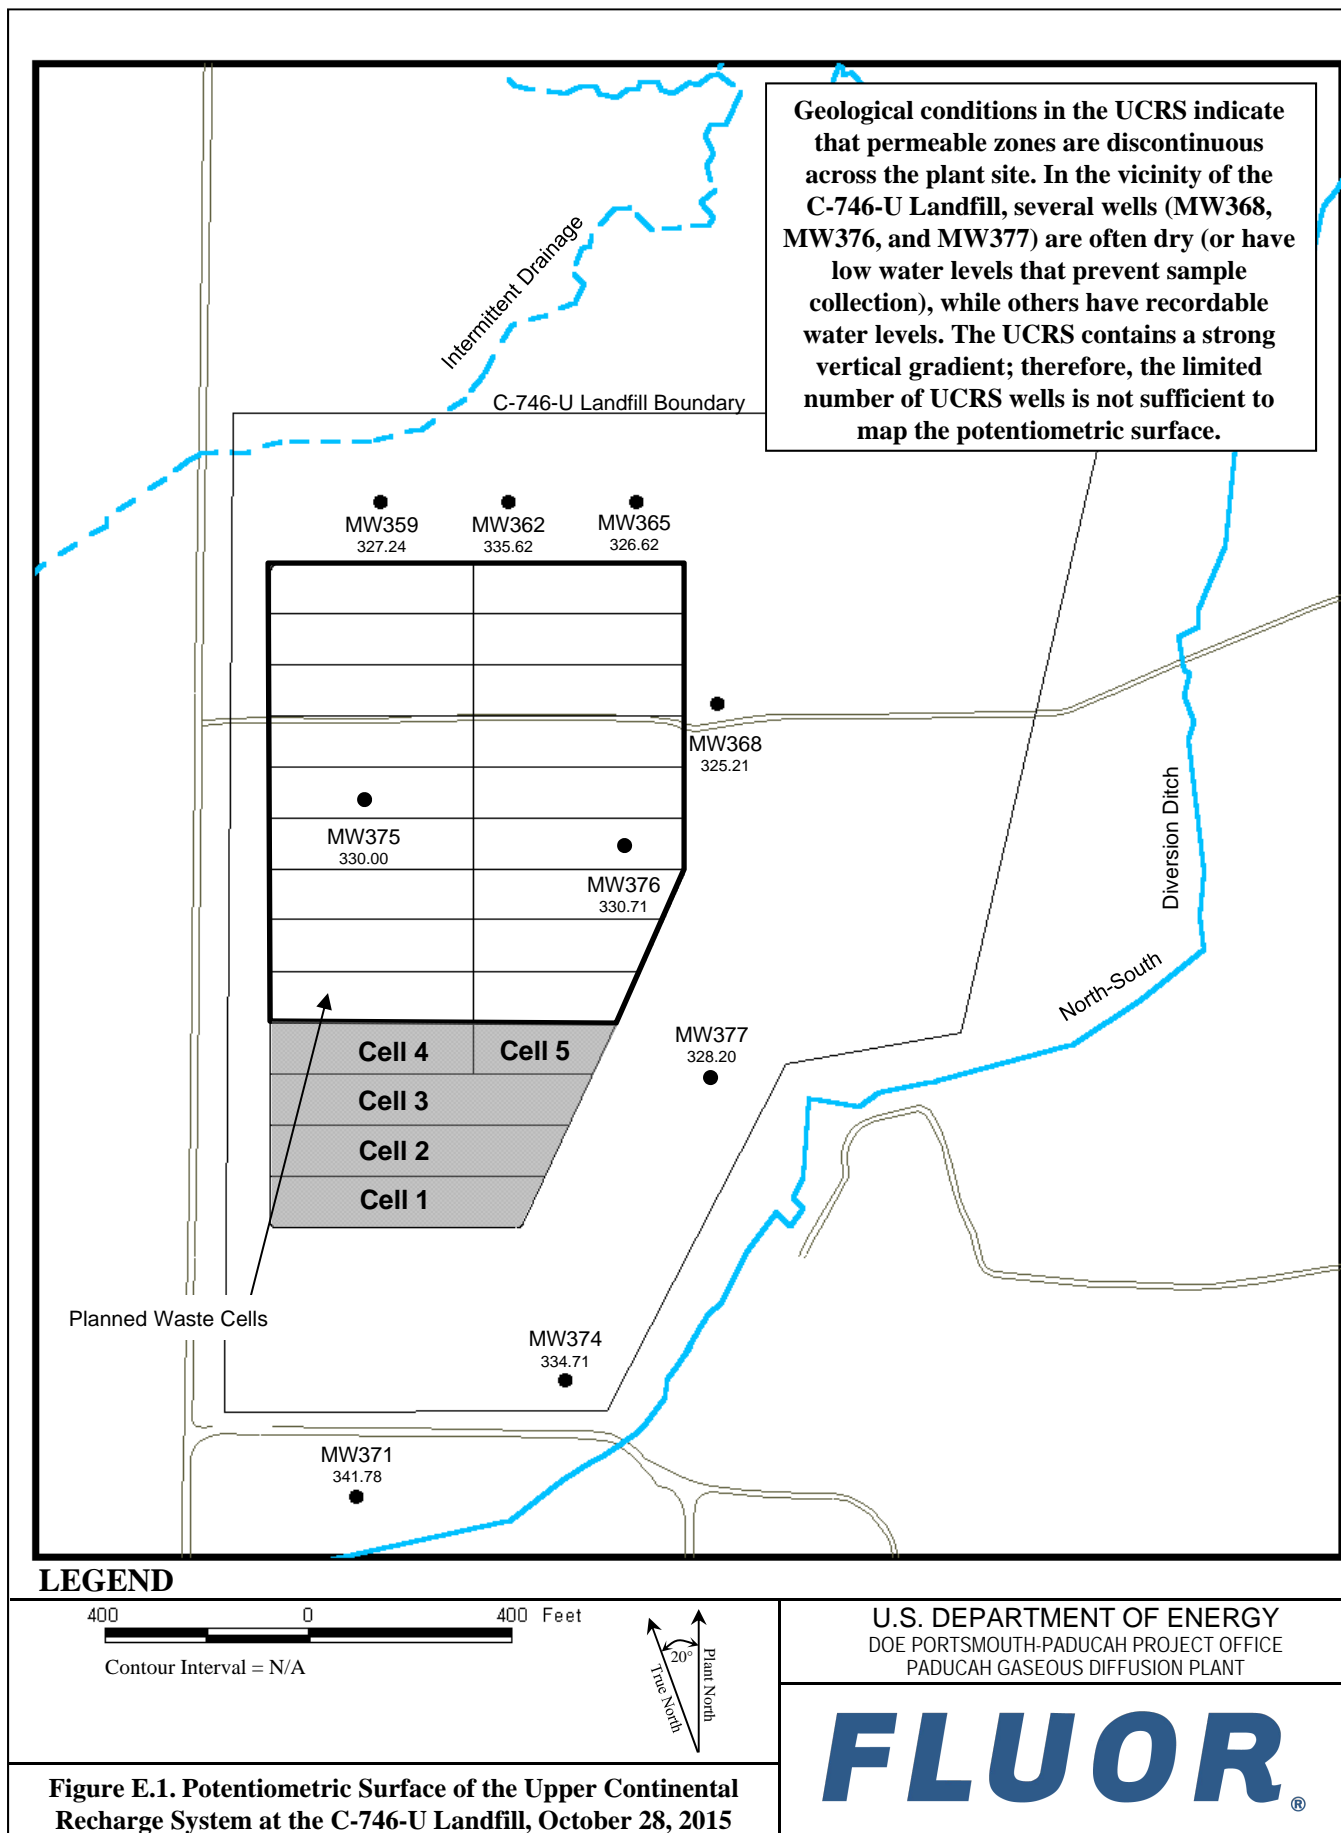 Geological conditions in the UCRS indicate
that permeable zones are discontinuous
across the plant site. In the vicinity of the
C-746-U Landfill, several wells (MW368,
MW376, and MW377) are often dry (or have
low water levels that prevent sample
collection), while others have recordable
water levels. The UCRS contains a strong
vertical gradient; therefore, the limited
number of UCRS wells is not sufficient to
map the potentiometric surface.
Intermittent Drainage
C-746-U Landfill Boundary
MW359
327.24
MW362
335.62
MW365
326.62
MW368
325.21
MW375
330.00
MW376
330.71
Diversion Ditch
North-South
MW377
328.20
Cell 4
Cell 5
Cell 3
Cell 2
Cell 1
Planned Waste Cells
MW374
334.71
MW371
341.78
LEGEND
400 0 400 Feet
Contour Interval = N/A
20°
True North
Plant North
U.S. DEPARTMENT OF ENERGY
DOE PORTSMOUTH-PADUCAH PROJECT OFFICE
PADUCAH GASEOUS DIFFUSION PLANT
FLUOR®
Figure E.1. Potentiometric Surface of the Upper Continental
Recharge System at the C-746-U Landfill, October 28, 2015